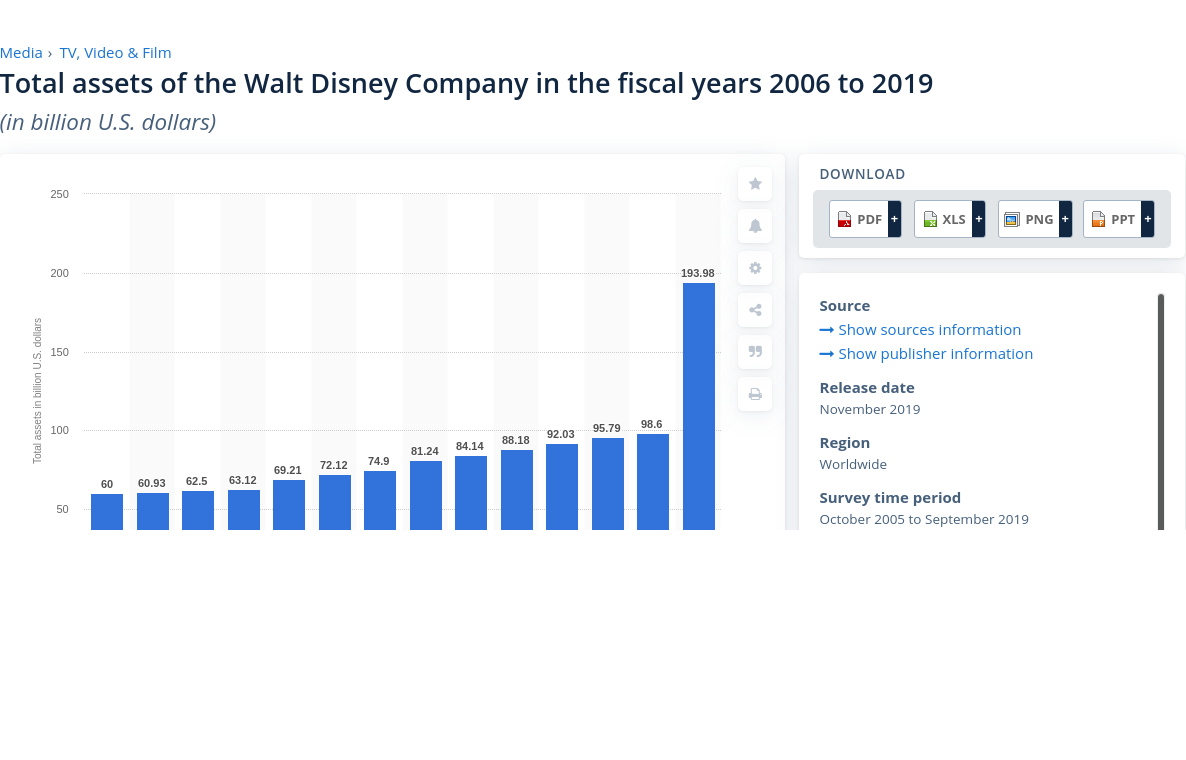 Media › TV, Video & Film
Total assets of the Walt Disney Company in the fiscal years 2006 to 2019
(in billion U.S. dollars)
250
200
150
100
50
Total assets in billion U.S. dollars
60
60.93
62.5
63.12
69.21
72.12
74.9
81.24
84.14
88.18
92.03
95.79
98.6
193.98
DOWNLOAD
PDF +
XLS +
PNG +
PPT +
Source
Show sources information
Show publisher information
Release date
November 2019
Region
Worldwide
Survey time period
October 2005 to September 2019